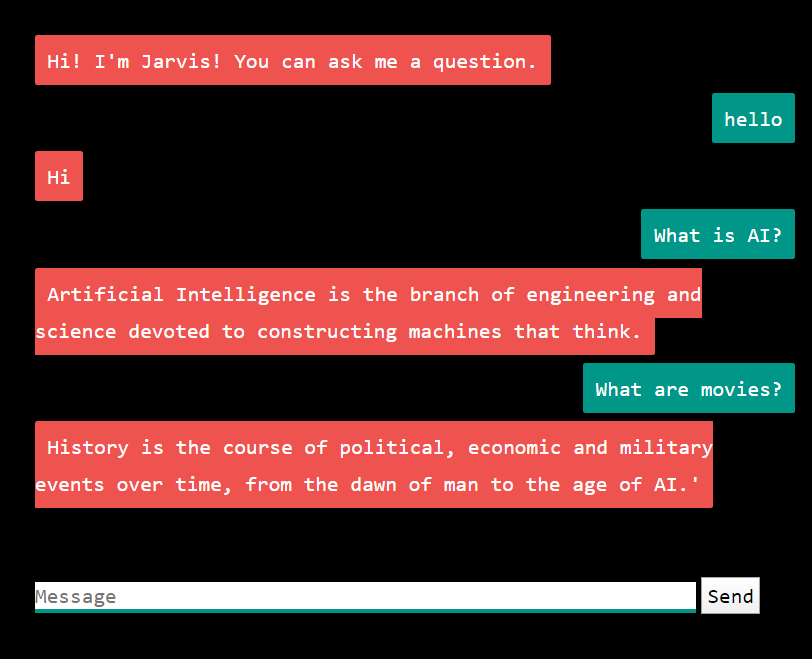 Hi! I'm Jarvis! You can ask me a question.
hello
Hi
What is AI?
Artificial Intelligence is the branch of engineering and
science devoted to constructing machines that think.
What are movies?
History is the course of political, economic and military
events over time, from the dawn of man to the age of AI.'
Message
Send